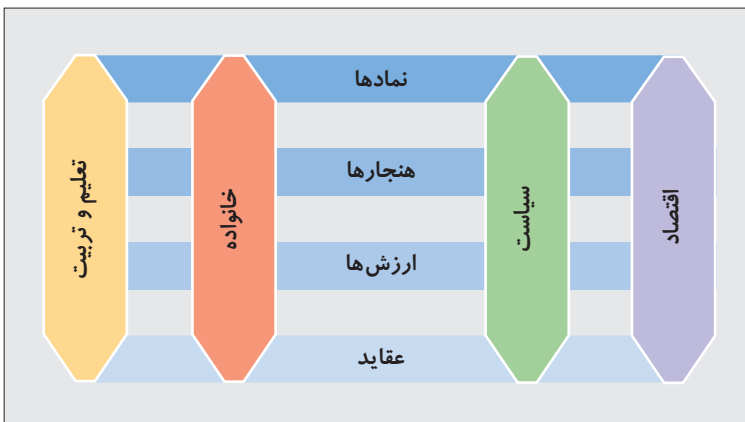 نمادها
هنجارها
ارزش‌ها
عقاید
اقتصاد
سیاست
خانواده
تعلیم و تربیت